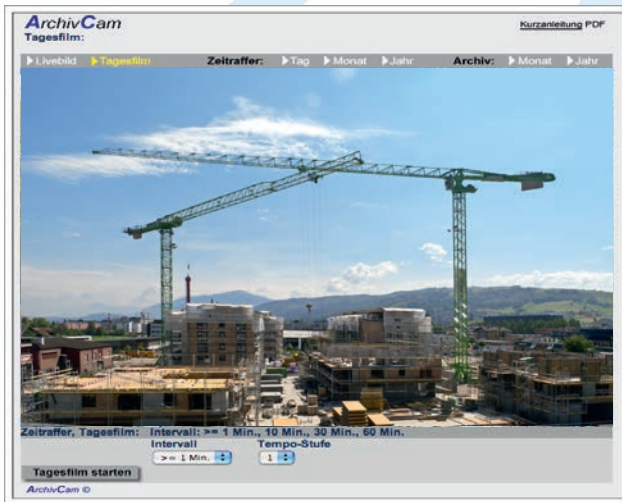 ArchivCam
Kurzanleitung PDF
Tagesfilm:
Livebild Tagesfilm Zeitraffer: Tag Monat Jahr Archiv: Monat Jahr
Zeitraffer, Tagesfilm: Intervall: >= 1 Min., 10 Min., 30 Min., 60 Min.
Intervall Tempo-Stufe
>= 1 Min. 1
Tagesfilm starten
ArchivCam ©